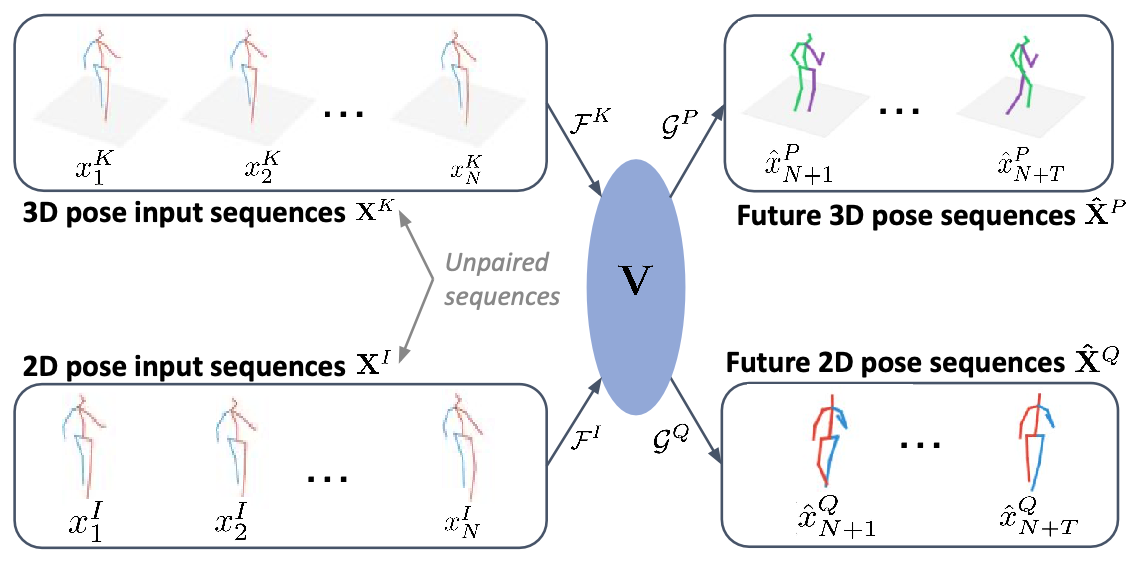 $x_1^K$ $x_2^K$ ... $x_N^K$
3D pose input sequences $\mathbf{X}^K$
$\mathcal{F}^K$ $\mathcal{G}^P$
$\hat{x}_{N+1}^P$ ... $\hat{x}_{N+T}^P$
Future 3D pose sequences $\hat{\mathbf{X}}^P$
Unpaired
sequences
$\mathbf{V}$
2D pose input sequences $\mathbf{X}^I$
$x_1^I$ $x_2^I$ ... $x_N^I$
$\mathcal{F}^I$ $\mathcal{G}^Q$
Future 2D pose sequences $\hat{\mathbf{X}}^Q$
$\hat{x}_{N+1}^Q$ ... $\hat{x}_{N+T}^Q$